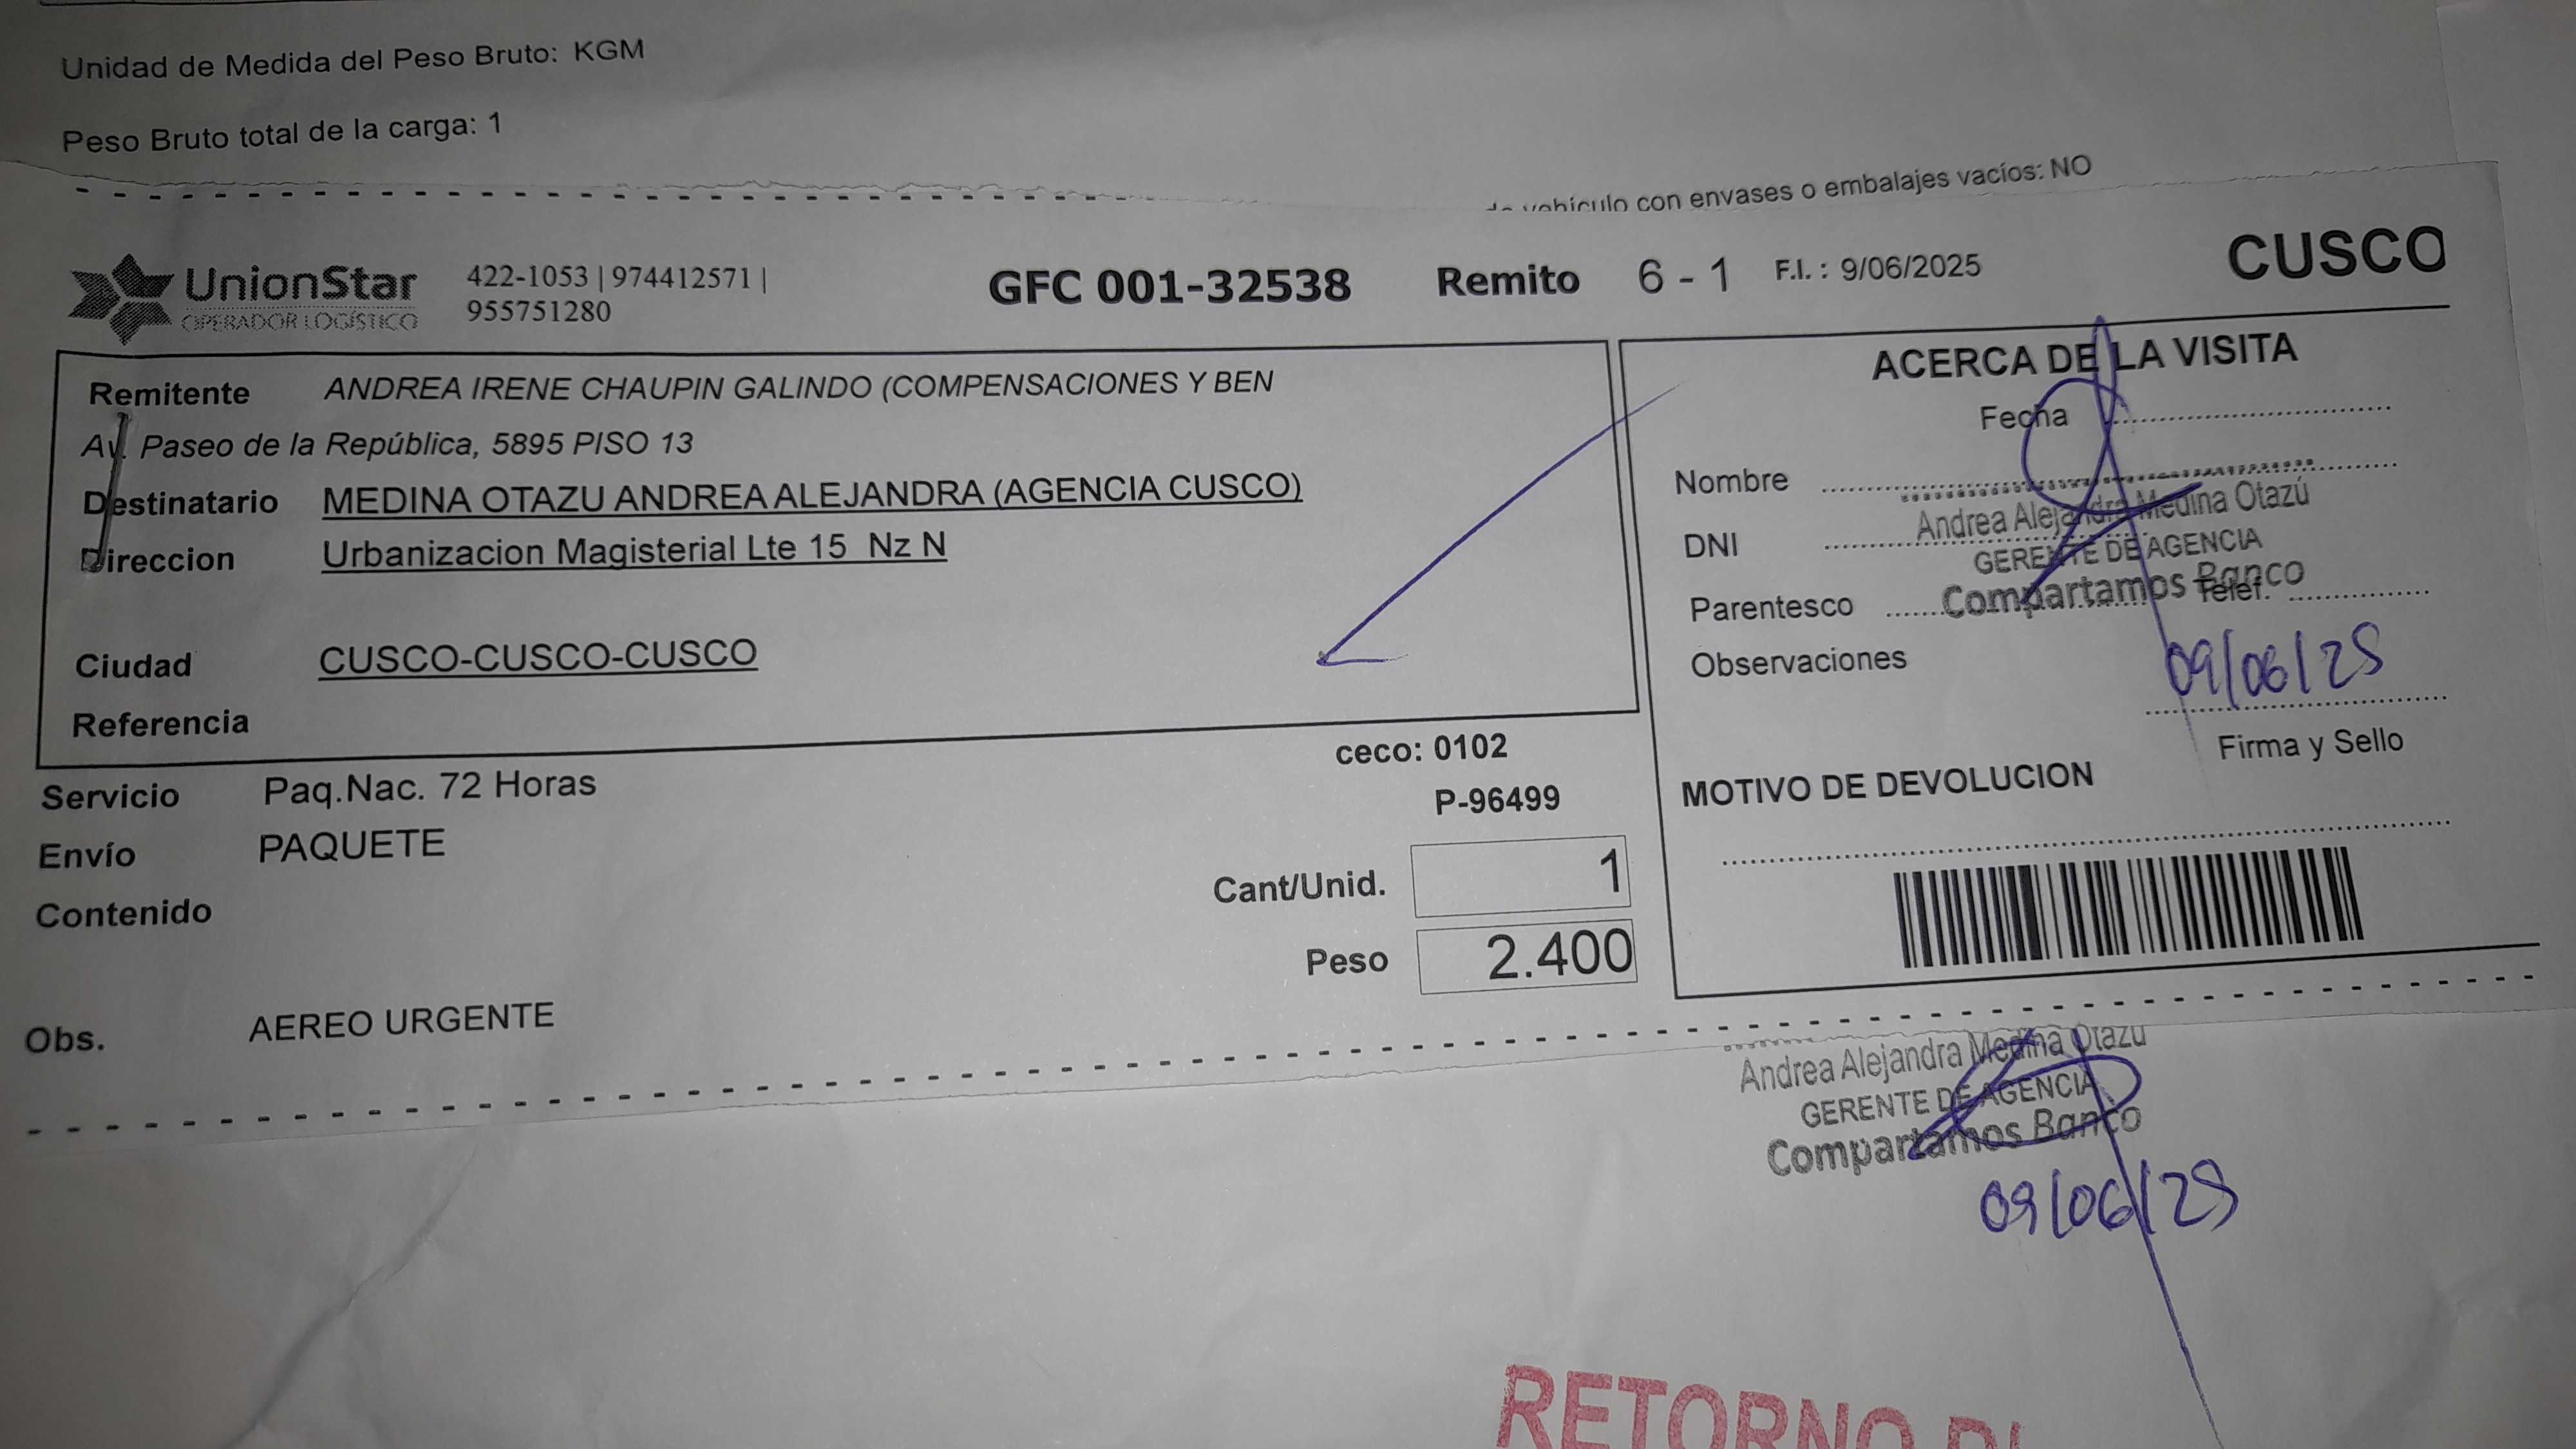 Unidad de Medida del Peso Bruto: KGM
Peso Bruto total de la carga: 1
vehículo con envases o embalajes vacíos: NO
UnionStar
OPERADOR LOGÍSTICO
422-1053 | 974412571 |
955751280
GFC 001-32538 Remito 6 - 1 F.I. : 9/06/2025 CUSCO
Remitente ANDREA IRENE CHAUPIN GALINDO (COMPENSACIONES Y BEN
Av. Paseo de la República, 5895 PISO 13
Destinatario MEDINA OTAZU ANDREA ALEJANDRA (AGENCIA CUSCO)
Direccion Urbanizacion Magisterial Lte 15 Nz N
Ciudad CUSCO-CUSCO-CUSCO
Referencia
ACERCA DE LA VISITA
Fecha
Nombre
Andrea Alejandra Medina Otazú
DNI
GERENTE DE AGENCIA
Compartamos Banco
Parentesco Telef.
Observaciones
09/06/25
Firma y Sello
MOTIVO DE DEVOLUCION
ceco: 0102
P-96499
Servicio Paq.Nac. 72 Horas
Envío PAQUETE
Contenido
Cant/Unid. 1
Peso 2.400
Obs. AEREO URGENTE
Andrea Alejandra Medina Otazú
GERENTE DE AGENCIA
Compartamos Banco
09/06/25
RETORNO